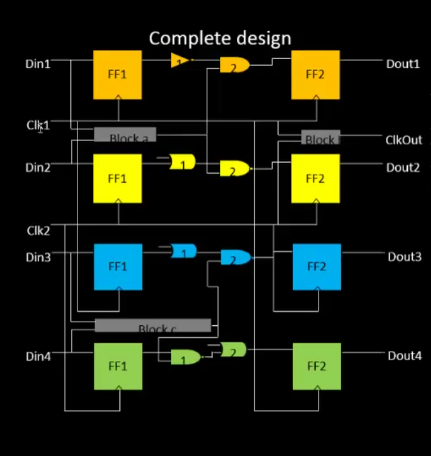 Complete design
Din1 FF1 1 2 FF2 Dout1
Clk1 Block a Block ClkOut
Din2 FF1 1 2 FF2 Dout2
Clk2
Din3 FF1 1 2 FF2 Dout3
Block c
Din4 FF1 1 2 FF2 Dout4